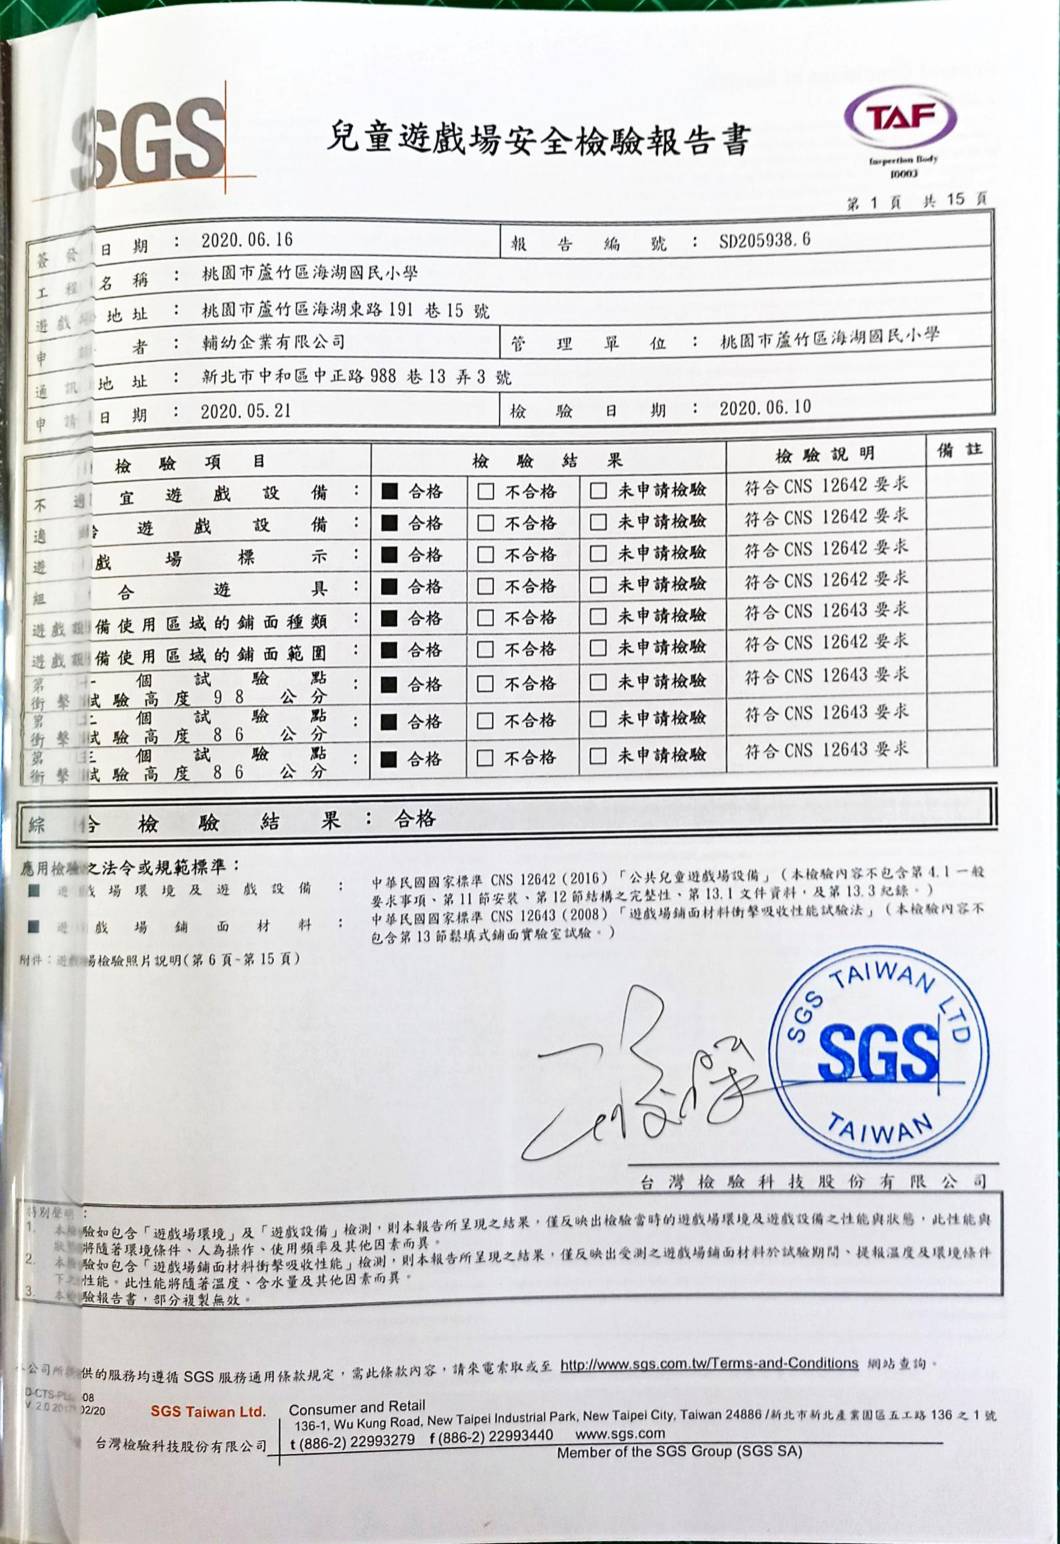 SGS
兒童遊戲場安全檢驗報告書
TAF
Inspection Body
I0003
第 1 頁 共 15 頁
簽發日期：2020.06.16 報告編號：SD205938.6
工程名稱：桃園市蘆竹區海湖國民小學
遊戲場地址：桃園市蘆竹區海湖東路 191 巷 15 號
申請者：輔幼企業有限公司 管理單位：桃園市蘆竹區海湖國民小學
通訊地址：新北市中和區中正路 988 巷 13 弄 3 號
申請日期：2020.05.21 檢驗日期：2020.06.10
檢驗項目 檢驗結果 檢驗說明 備註
不適宜遊戲設備：■ 合格 □ 不合格 □ 未申請檢驗 符合 CNS 12642 要求
適齡遊戲設備：■ 合格 □ 不合格 □ 未申請檢驗 符合 CNS 12642 要求
遊戲場標示：■ 合格 □ 不合格 □ 未申請檢驗 符合 CNS 12642 要求
組合遊具：■ 合格 □ 不合格 □ 未申請檢驗 符合 CNS 12642 要求
遊戲設備使用區域的鋪面種類：■ 合格 □ 不合格 □ 未申請檢驗 符合 CNS 12643 要求
遊戲設備使用區域的鋪面範圍：■ 合格 □ 不合格 □ 未申請檢驗 符合 CNS 12642 要求
第一個試驗點
衝擊試驗高度 98 公分：■ 合格 □ 不合格 □ 未申請檢驗 符合 CNS 12643 要求
第二個試驗點
衝擊試驗高度 86 公分：■ 合格 □ 不合格 □ 未申請檢驗 符合 CNS 12643 要求
第三個試驗點
衝擊試驗高度 86 公分：■ 合格 □ 不合格 □ 未申請檢驗 符合 CNS 12643 要求
綜合檢驗結果：合格
應用檢驗之法令或規範標準：
■ 遊戲場環境及遊戲設備：中華民國國家標準 CNS 12642 (2016)「公共兒童遊戲場設備」(本檢驗內容不包含第 4.1 一般
要求事項、第 11 節安裝、第 12 節結構之完整性、第 13.1 文件資料，及第 13.3 紀錄。)
■ 遊戲場鋪面材料：中華民國國家標準 CNS 12643 (2008)「遊戲場鋪面材料衝擊吸收性能試驗法」(本檢驗內容不
包含第 13 節鬆填式鋪面實驗室試驗。)
附件：遊戲場檢驗照片說明(第 6 頁~第 15 頁)
SGS TAIWAN LTD
SGS
TAIWAN
台灣檢驗科技股份有限公司
特別聲明：
1. 本檢驗如包含「遊戲場環境」及「遊戲設備」檢測，則本報告所呈現之結果，僅反映出檢驗當時的遊戲場環境及遊戲設備之性能與狀態，此性能與
狀態將隨著環境條件、人為操作、使用頻率及其他因素而異。
2. 本檢驗如包含「遊戲場鋪面材料衝擊吸收性能」檢測，則本報告所呈現之結果，僅反映出受測之遊戲場鋪面材料於試驗期間、提報溫度及環境條件
下之性能。此性能將隨著溫度、含水量及其他因素而異。
3. 本檢驗報告書，部分複製無效。
本公司所提供的服務均遵循 SGS 服務通用條款規定，需此條款內容，請來電索取或至 http://www.sgs.com.tw/Terms-and-Conditions 網站查詢。
SGS Taiwan Ltd.
台灣檢驗科技股份有限公司
Consumer and Retail
136-1, Wu Kung Road, New Taipei Industrial Park, New Taipei City, Taiwan 24886 /新北市新北產業園區五工路 136 之 1 號
t (886-2) 22993279 f (886-2) 22993440 www.sgs.com
Member of the SGS Group (SGS SA)